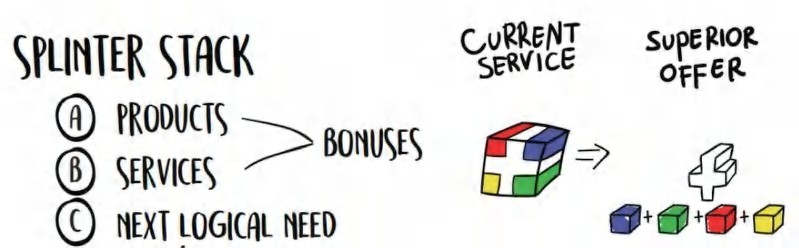 SPLINTER STACK
A PRODUCTS
B SERVICES
C NEXT LOGICAL NEED
BONUSES
CURRENT
SERVICE
SUPERIOR
OFFER
+ + +